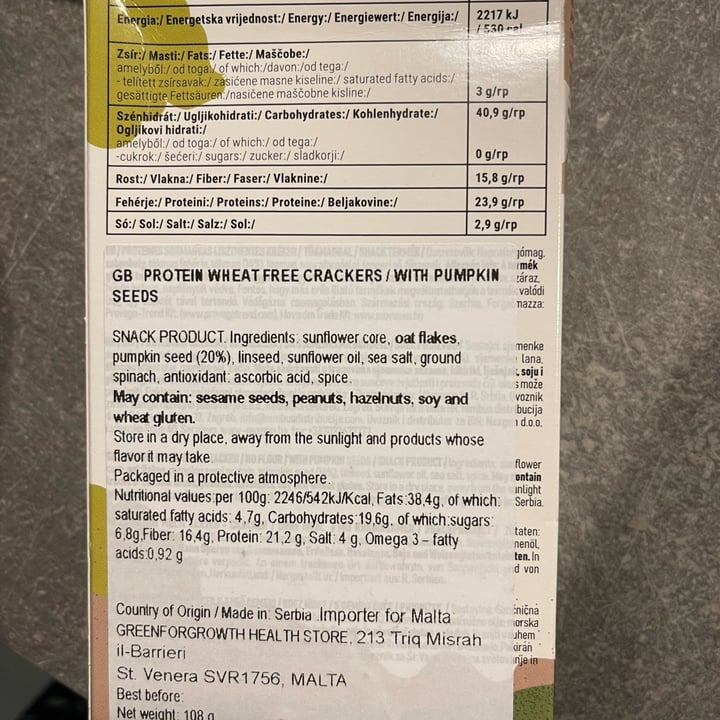 Energia:/ Energetska vrijednost:/ Energy:/ Energiewert:/ Energija:/ 2217 kJ
/ 530
Zsír:/ Masti:/ Fats:/ Fette:/ Maščobe:/
amelyből:/ od toga:/ of which:/davon:/od tega:/
- telített zsírsavak:/ zasićene masne kiseline:/ saturated fatty acids:/
gesättigte Fettsäuren:/nasičene maščobne kisline:/ 3 g/rp
Szénhidrát:/ Ugljikohidrati:/ Carbohydrates:/ Kohlenhydrate:/ 40,9 g/rp
Ogljikovi hidrati:/
amelyből:/ od toga:/ of which:/ od tega:/
-cukrok:/ šećeri:/ sugars:/ zucker:/ sladkorji:/ 0 g/rp
Rost:/ Vlakna:/ Fiber:/ Faser:/ Vlaknine:/ 15,8 g/rp
Fehérje:/ Proteini:/ Proteins:/ Proteine:/ Beljakovine:/ 23,9 g/rp
Só:/ Sol:/ Salt:/ Salz:/ Sol:/ 2,9 g/rp
GB PROTEIN WHEAT FREE CRACKERS / WITH PUMPKIN
SEEDS
SNACK PRODUCT. Ingredients: sunflower core, oat flakes,
pumpkin seed (20%), linseed, sunflower oil, sea salt, ground
spinach, antioxidant: ascorbic acid, spice.
May contain: sesame seeds, peanuts, hazelnuts, soy and
wheat gluten.
Store in a dry place, away from the sunlight and products whose
flavor it may take.
Packaged in a protective atmosphere.
Nutritional values:per 100g: 2246/542kJ/Kcal, Fats:38,4g, of which:
saturated fatty acids: 4,7g, Carbohydrates:19,6g, of which:sugars:
6,8g,Fiber: 16,4g, Protein: 21,2 g, Salt: 4 g, Omega 3 – fatty
acids:0,92 g
Country of Origin / Made in: Serbia .Importer for Malta
GREENFORGROWTH HEALTH STORE, 213 Triq Misrah
il-Barrieri
St. Venera SVR1756, MALTA
Best before:
Net weight: 108 g